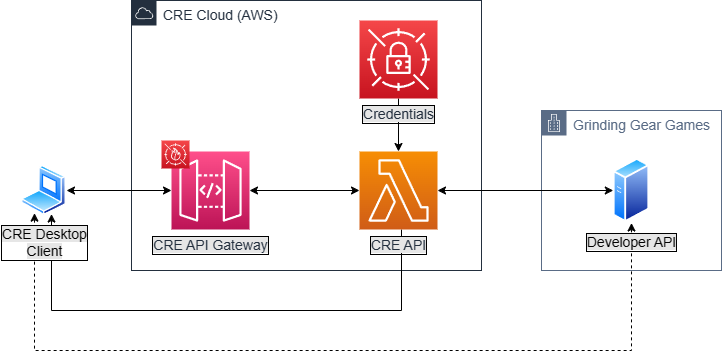 CRE Cloud (AWS)
Credentials
Grinding Gear Games
CRE Desktop
Client
CRE API Gateway
CRE API
Developer API